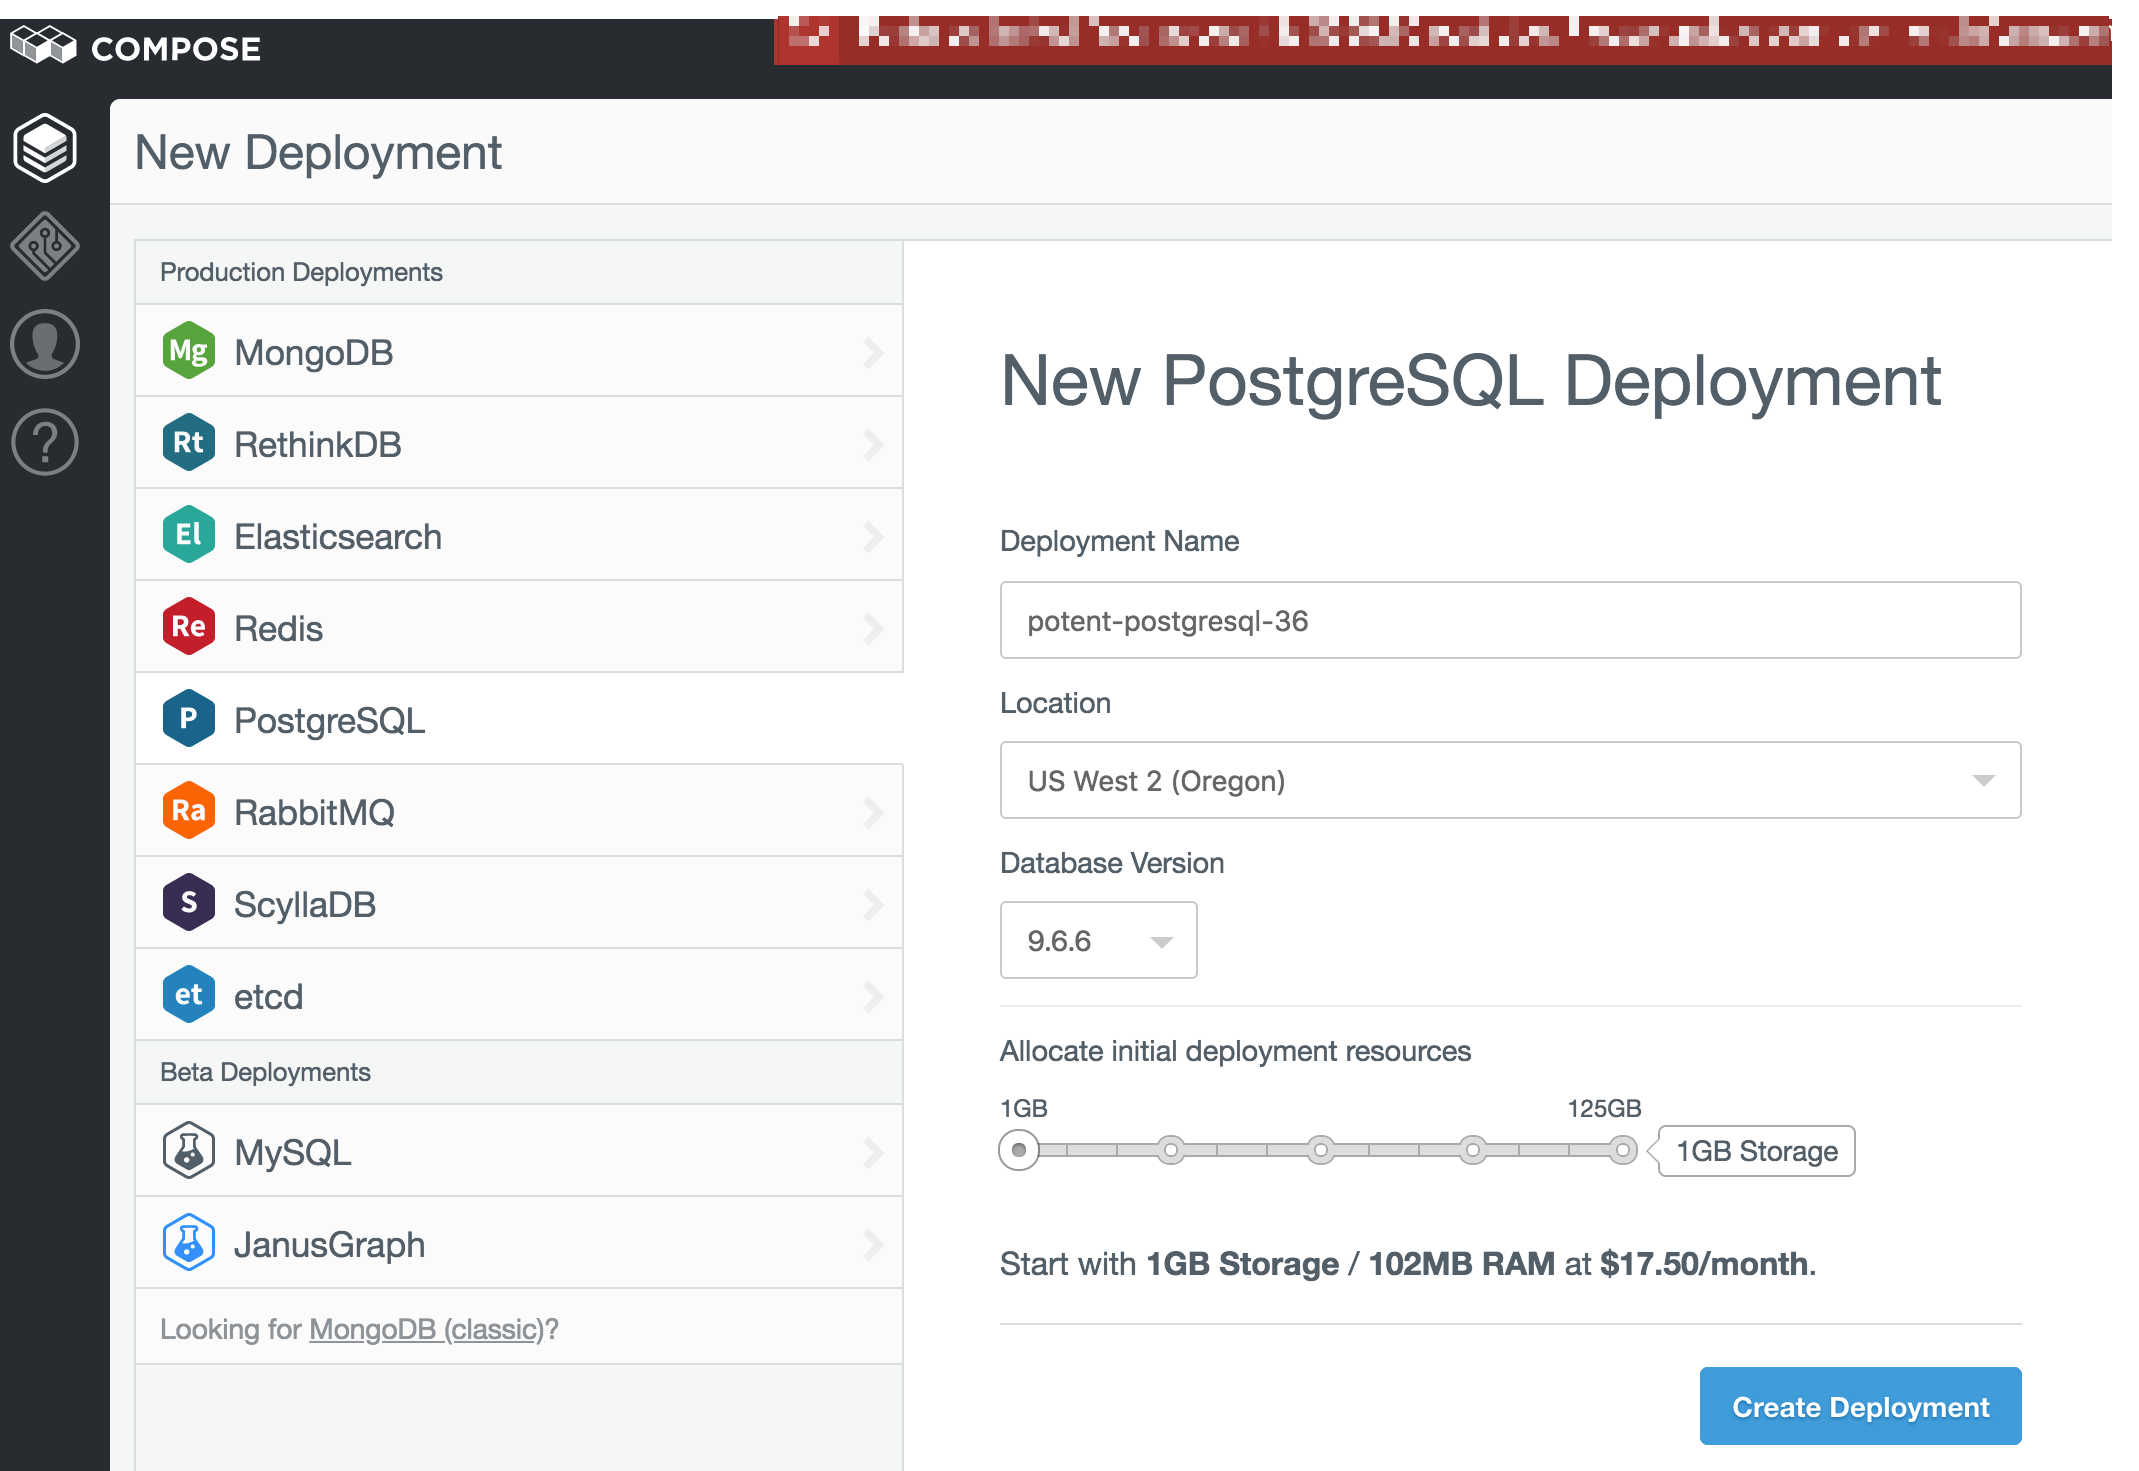 COMPOSE
New Deployment
Production Deployments
Mg MongoDB
Rt RethinkDB
El Elasticsearch
Re Redis
P PostgreSQL
Ra RabbitMQ
S ScyllaDB
et etcd
Beta Deployments
MySQL
JanusGraph
Looking for MongoDB (classic)?
New PostgreSQL Deployment
Deployment Name
potent-postgresql-36
Location
US West 2 (Oregon)
Database Version
9.6.6
Allocate initial deployment resources
1GB 125GB
1GB Storage
Start with 1GB Storage / 102MB RAM at $17.50/month.
Create Deployment